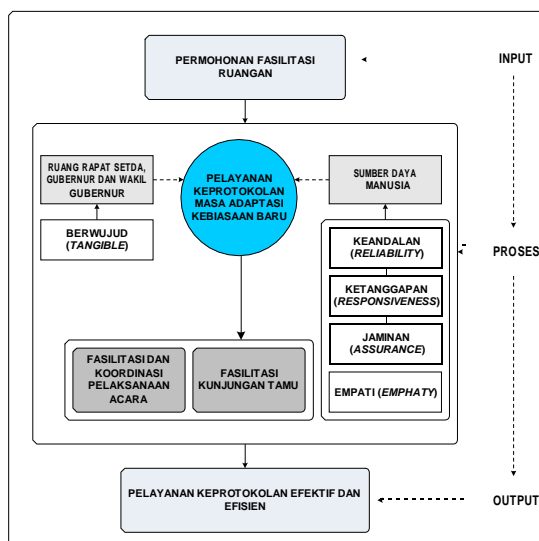 PERMOHONAN FASILITASI
RUANGAN
INPUT
RUANG RAPAT SETDA,
GUBERNUR DAN WAKIL
GUBERNUR
PELAYANAN
KEPROTOKOLAN
MASA ADAPTASI
KEBIASAAN BARU
SUMBER DAYA
MANUSIA
BERWUJUD
(TANGIBLE)
KEANDALAN
(RELIABILITY)
PROSES
KETANGGAPAN
(RESPONSIVENESS)
JAMINAN
(ASSURANCE)
EMPATI (EMPHATY)
FASILITASI DAN
KOORDINASI
PELAKSANAAN
ACARA
FASILITASI
KUNJUNGAN TAMU
PELAYANAN KEPROTOKOLAN EFEKTIF DAN
EFISIEN
OUTPUT